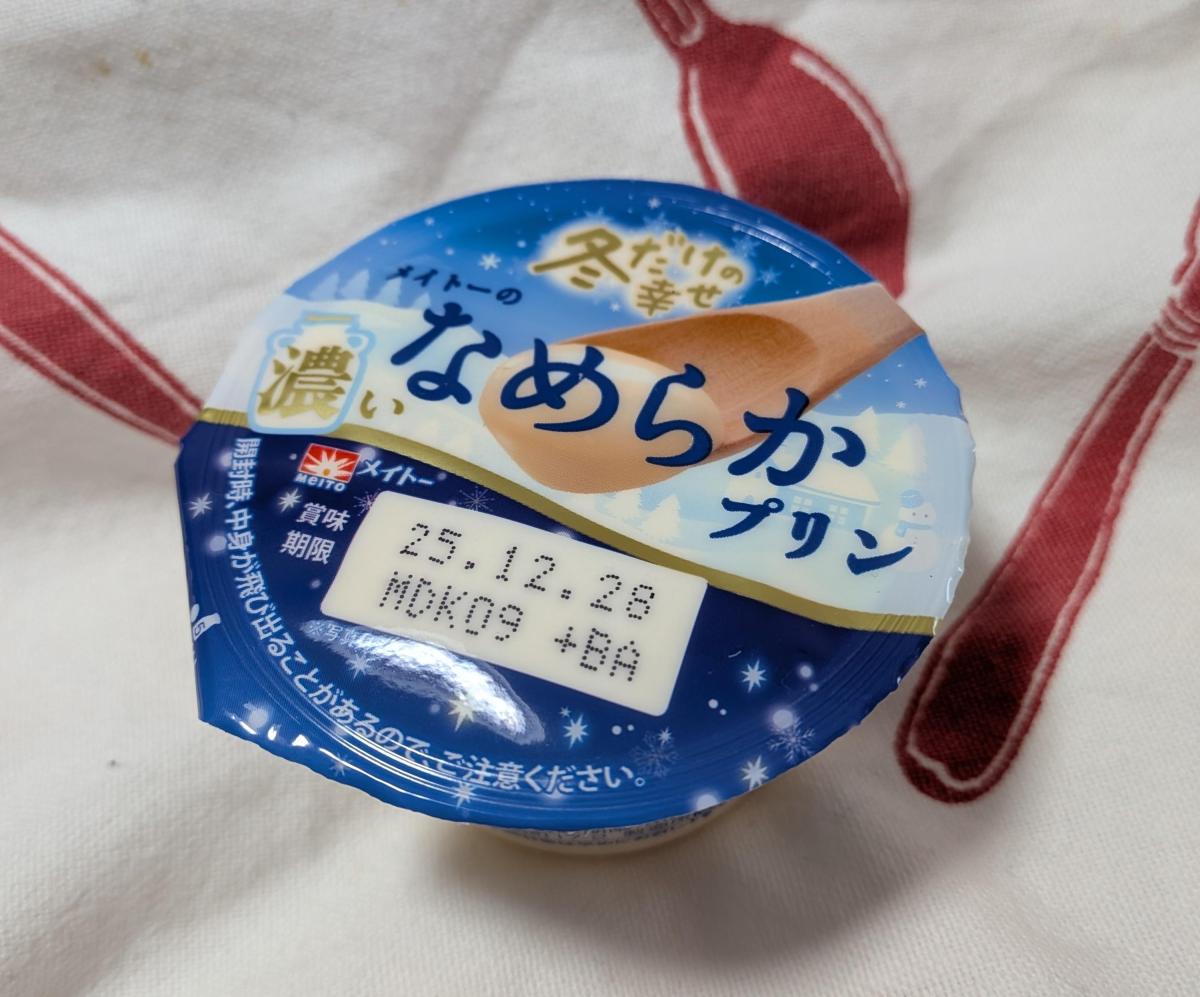 冬だけの
幸せ
メイトーの
なめらか
プリン
濃い
MEITO メイトー
賞味
期限
25.12.28
MDK09 +BA
開封時、中身が飛び出ることがあるので、ご注意ください。